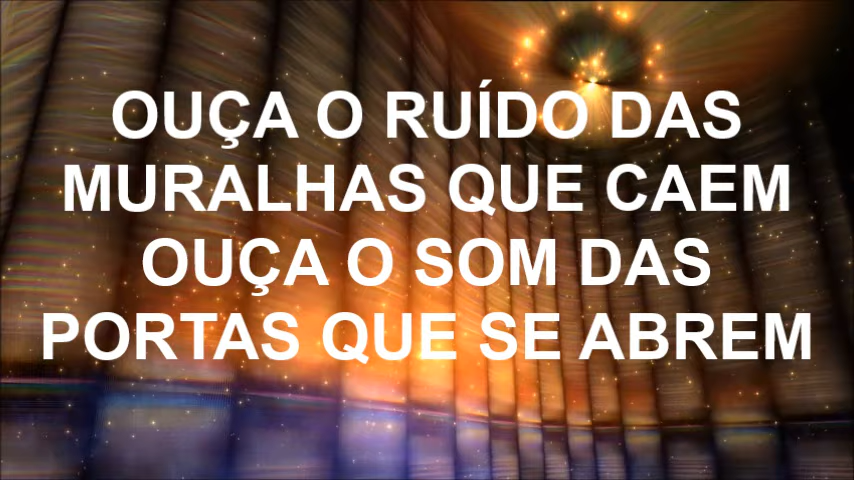 OUÇA O RUÍDO DAS
MURALHAS QUE CAEM
OUÇA O SOM DAS
PORTAS QUE SE ABREM